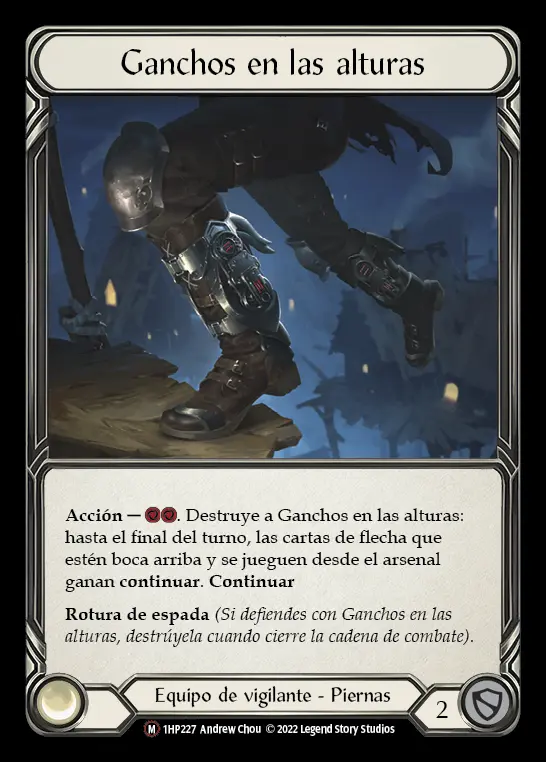 Ganchos en las alturas
Acción — . Destruye a Ganchos en las alturas:
hasta el final del turno, las cartas de flecha que
estén boca arriba y se jueguen desde el arsenal
ganan continuar. Continuar
Rotura de espada (Si defiendes con Ganchos en las
alturas, destrúyela cuando cierre la cadena de combate).
Equipo de vigilante - Piernas
2
M 1HP227 Andrew Chou © 2022 Legend Story Studios